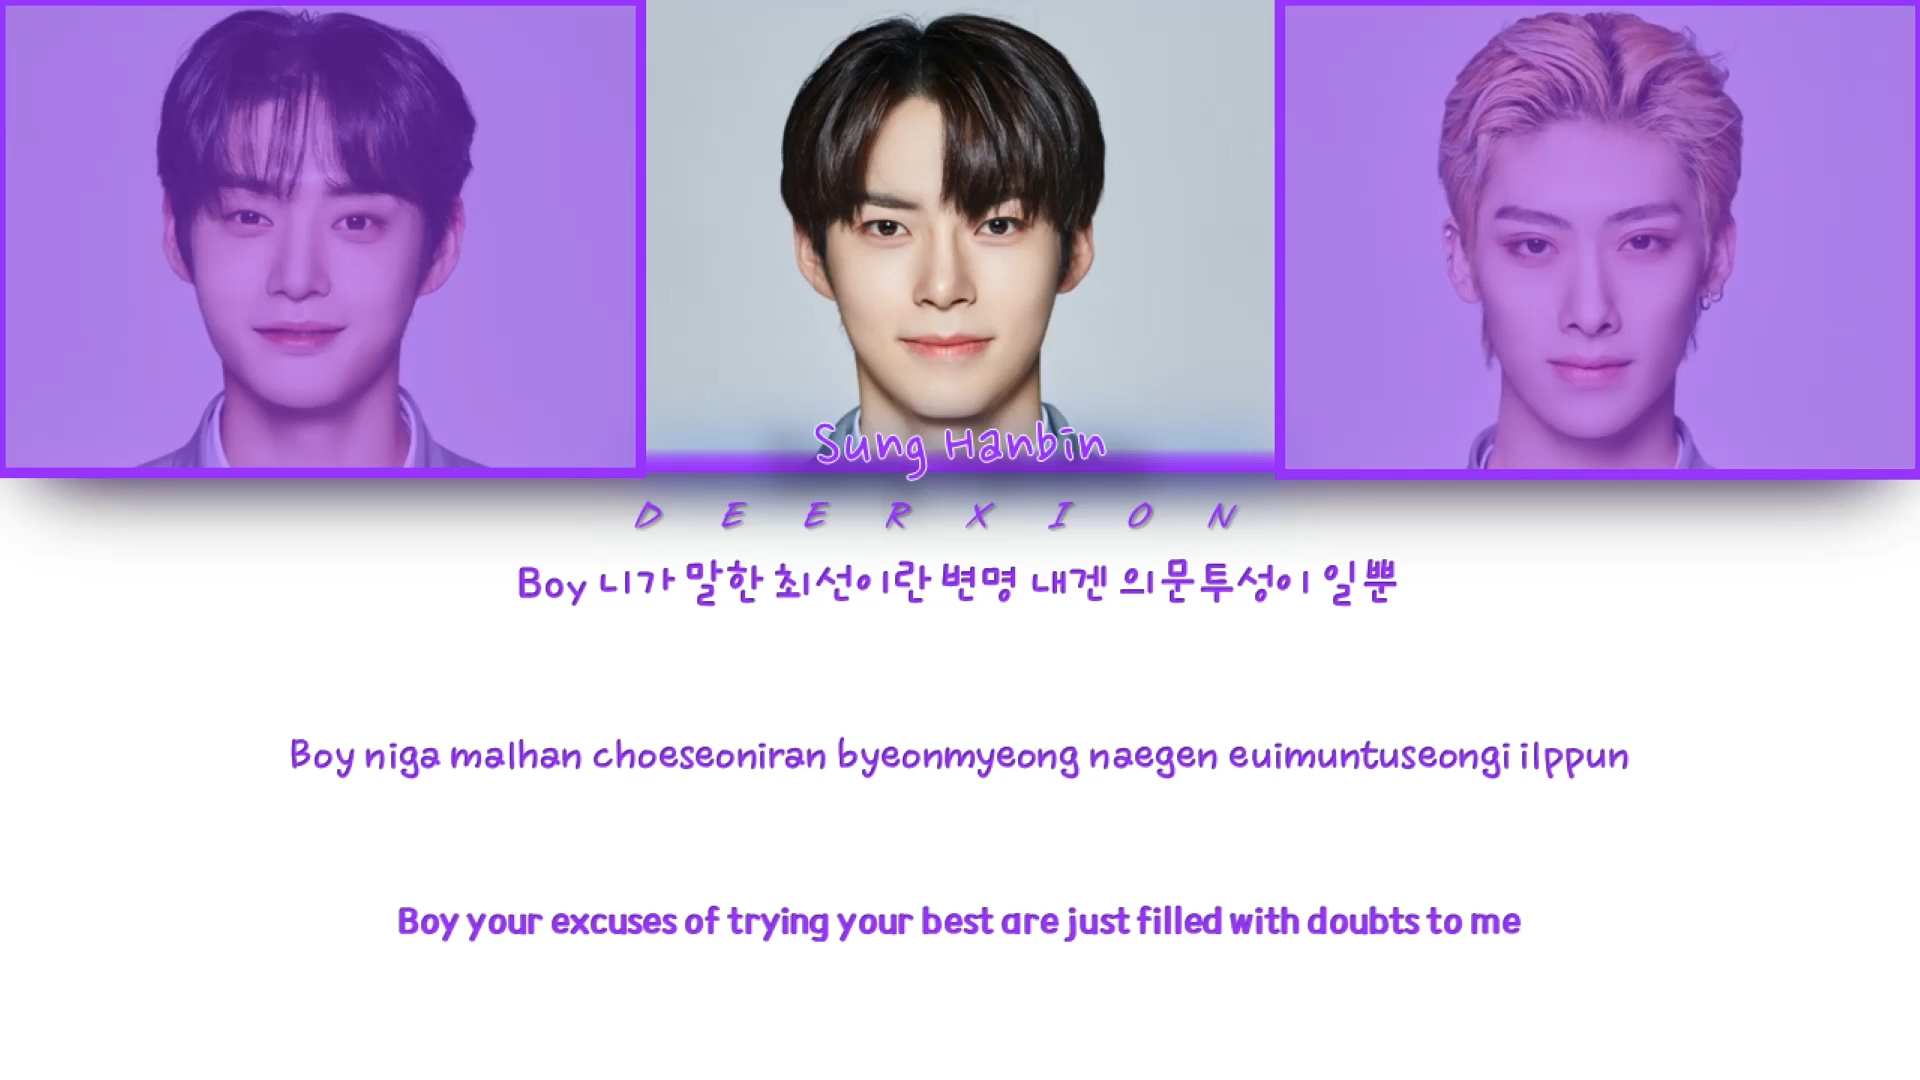 Sung Hanbin
DEERXION
Boy 니가 말한 최선이란 변명 내겐 의문투성이 일뿐
Boy niga malhan choeseoniran byeonmyeong naegen euimuntuseongi ilppun
Boy your excuses of trying your best are just filled with doubts to me